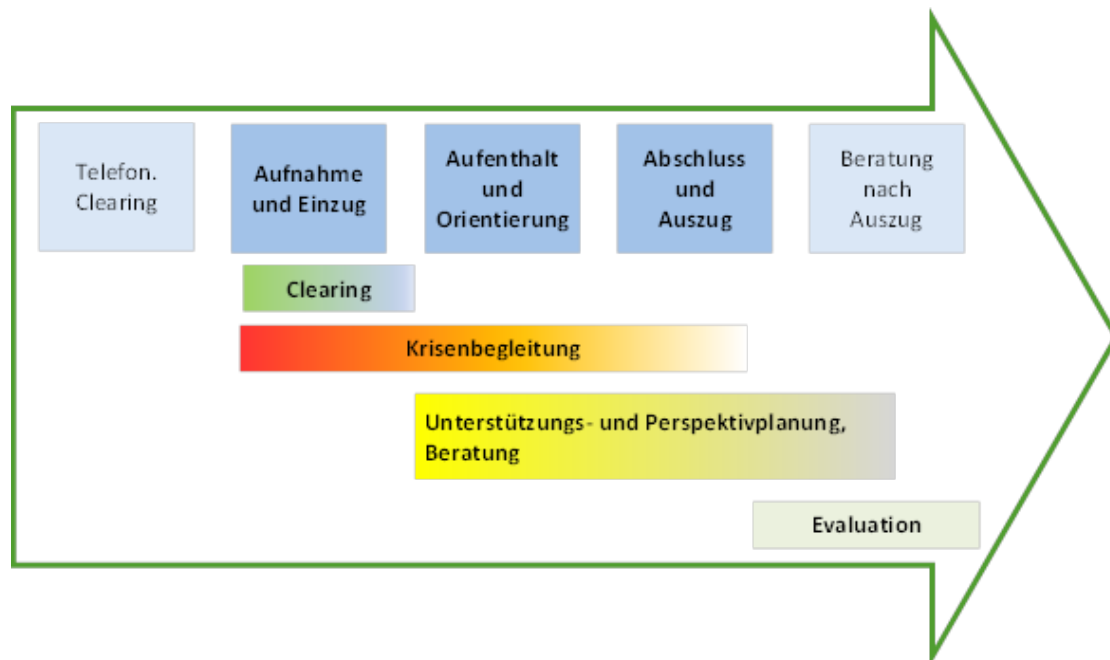 Telefon.
Clearing
Aufnahme
und Einzug
Aufenthalt
und
Orientierung
Abschluss
und
Auszug
Beratung
nach
Auszug
Clearing
Krisenbegleitung
Unterstützungs- und Perspektivplanung,
Beratung
Evaluation